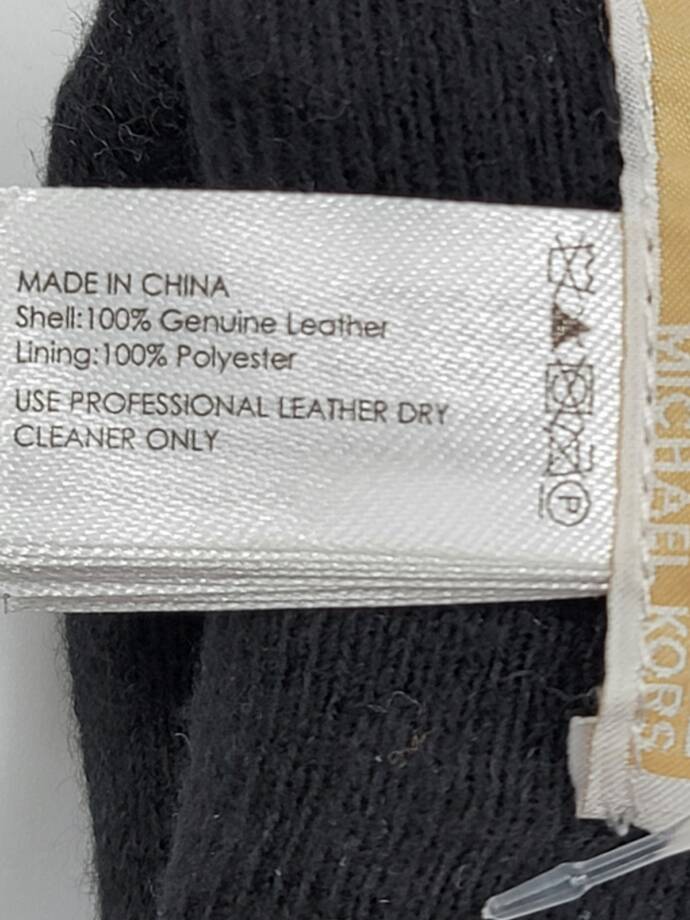 MADE IN CHINA
Shell:100% Genuine Leather
Lining:100% Polyester
USE PROFESSIONAL LEATHER DRY
CLEANER ONLY
P
MICHAEL KORS